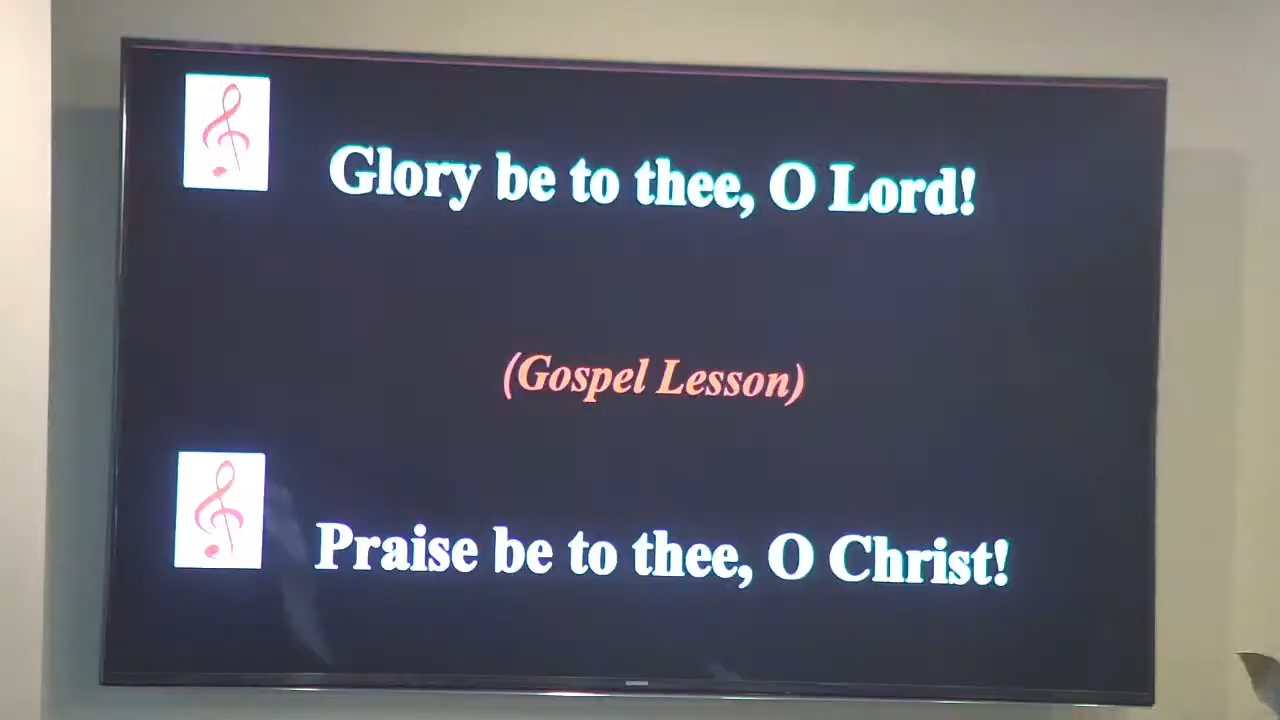 Glory be to thee, O Lord!
(Gospel Lesson)
Praise be to thee, O Christ!